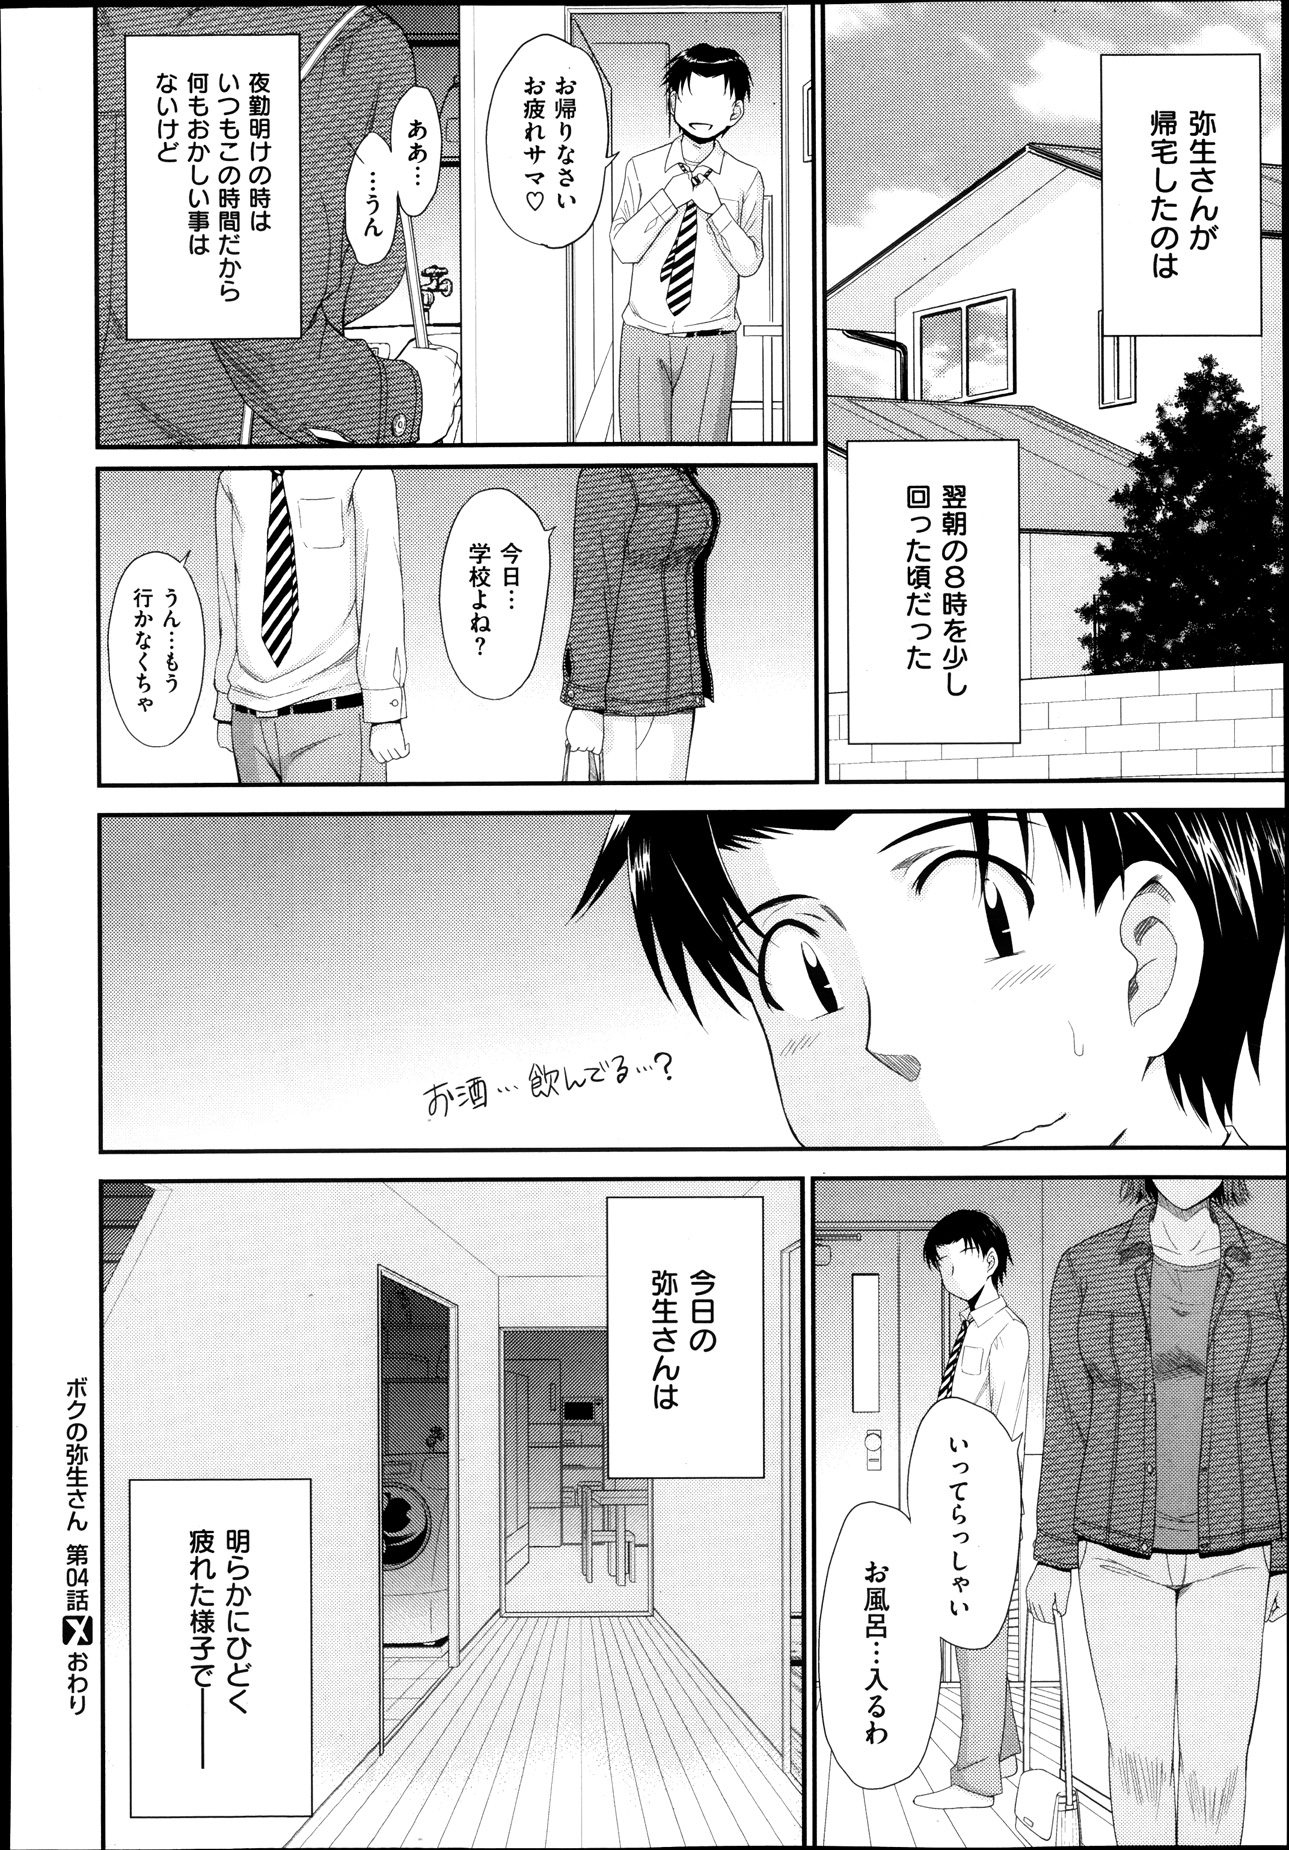 弥生さんが
帰宅したのは
翌朝の8時を少し
回った頃だった
お帰りなさい
お疲れサマ♡
ああ…
…うん
夜勤明けの時は
いつもこの時間だから
何もおかしい事は
ないけど
今日…
学校よね?
うん…もう
行かなくちゃ
お酒…飲んでる…?
いってらっしゃい
お風呂…入るわ
今日の
弥生さんは
明らかにひどく
疲れた様子で――
ボクの弥生さん 第04話 X おわり